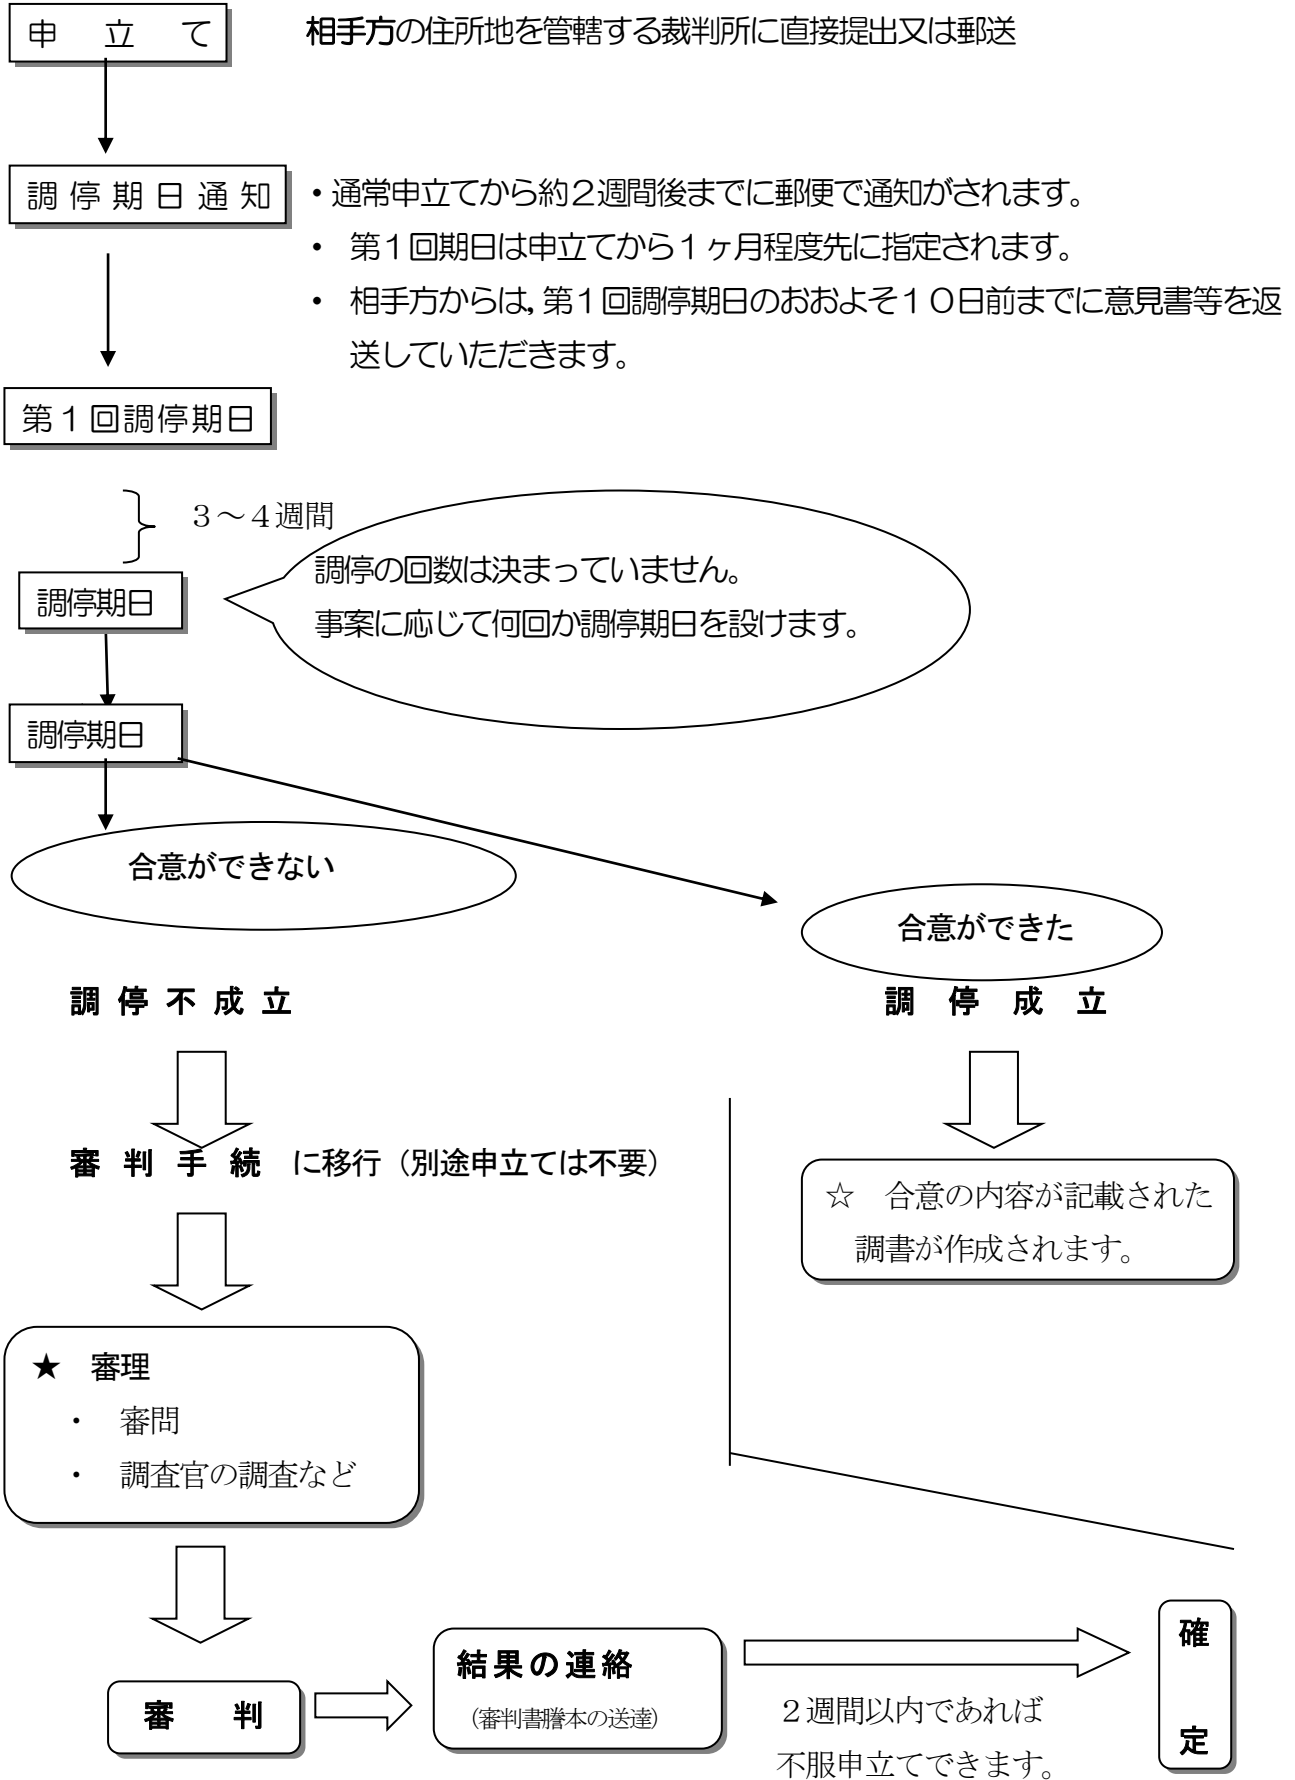 申　立　て
相手方の住所地を管轄する裁判所に直接提出又は郵送
調停期日通知
・通常申立てから約２週間後までに郵便で通知がされます。
・　第１回期日は申立てから１ヶ月程度先に指定されます。
・　相手方からは，第１回調停期日のおおよそ１０日前までに意見書等を返
送していただきます。
第１回調停期日
３～４週間
調停の回数は決まっていません。
事案に応じて何回か調停期日を設けます。
調停期日
調停期日
合意ができない
合意ができた
調停不成立
調　停　成　立
審判手続　に移行（別途申立ては不要）
☆　合意の内容が記載された
調書が作成されます。
★　審理
・　審問
・　調査官の調査など
審　判
結果の連絡
（審判書謄本の送達）
２週間以内であれば
不服申立てできます。
確
定